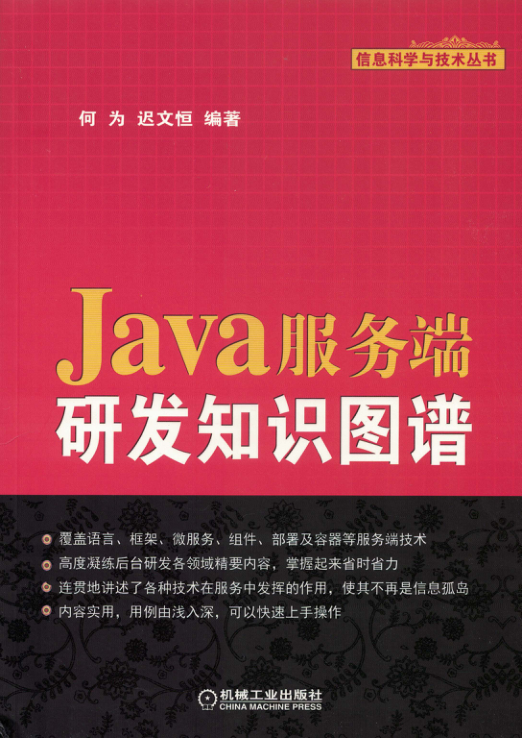 信息科学与技术丛书
何 为 迟文恒 编著
Java服务端
研发知识图谱
覆盖语言、框架、微服务、组件、部署及容器等服务端技术
高度凝练后台研发各领域精要内容，掌握起来省时省力
连贯地讲述了各种技术在服务中发挥的作用，使其不再是信息孤岛
内容实用，用例由浅入深，可以快速上手操作
机械工业出版社
CHINA MACHINE PRESS